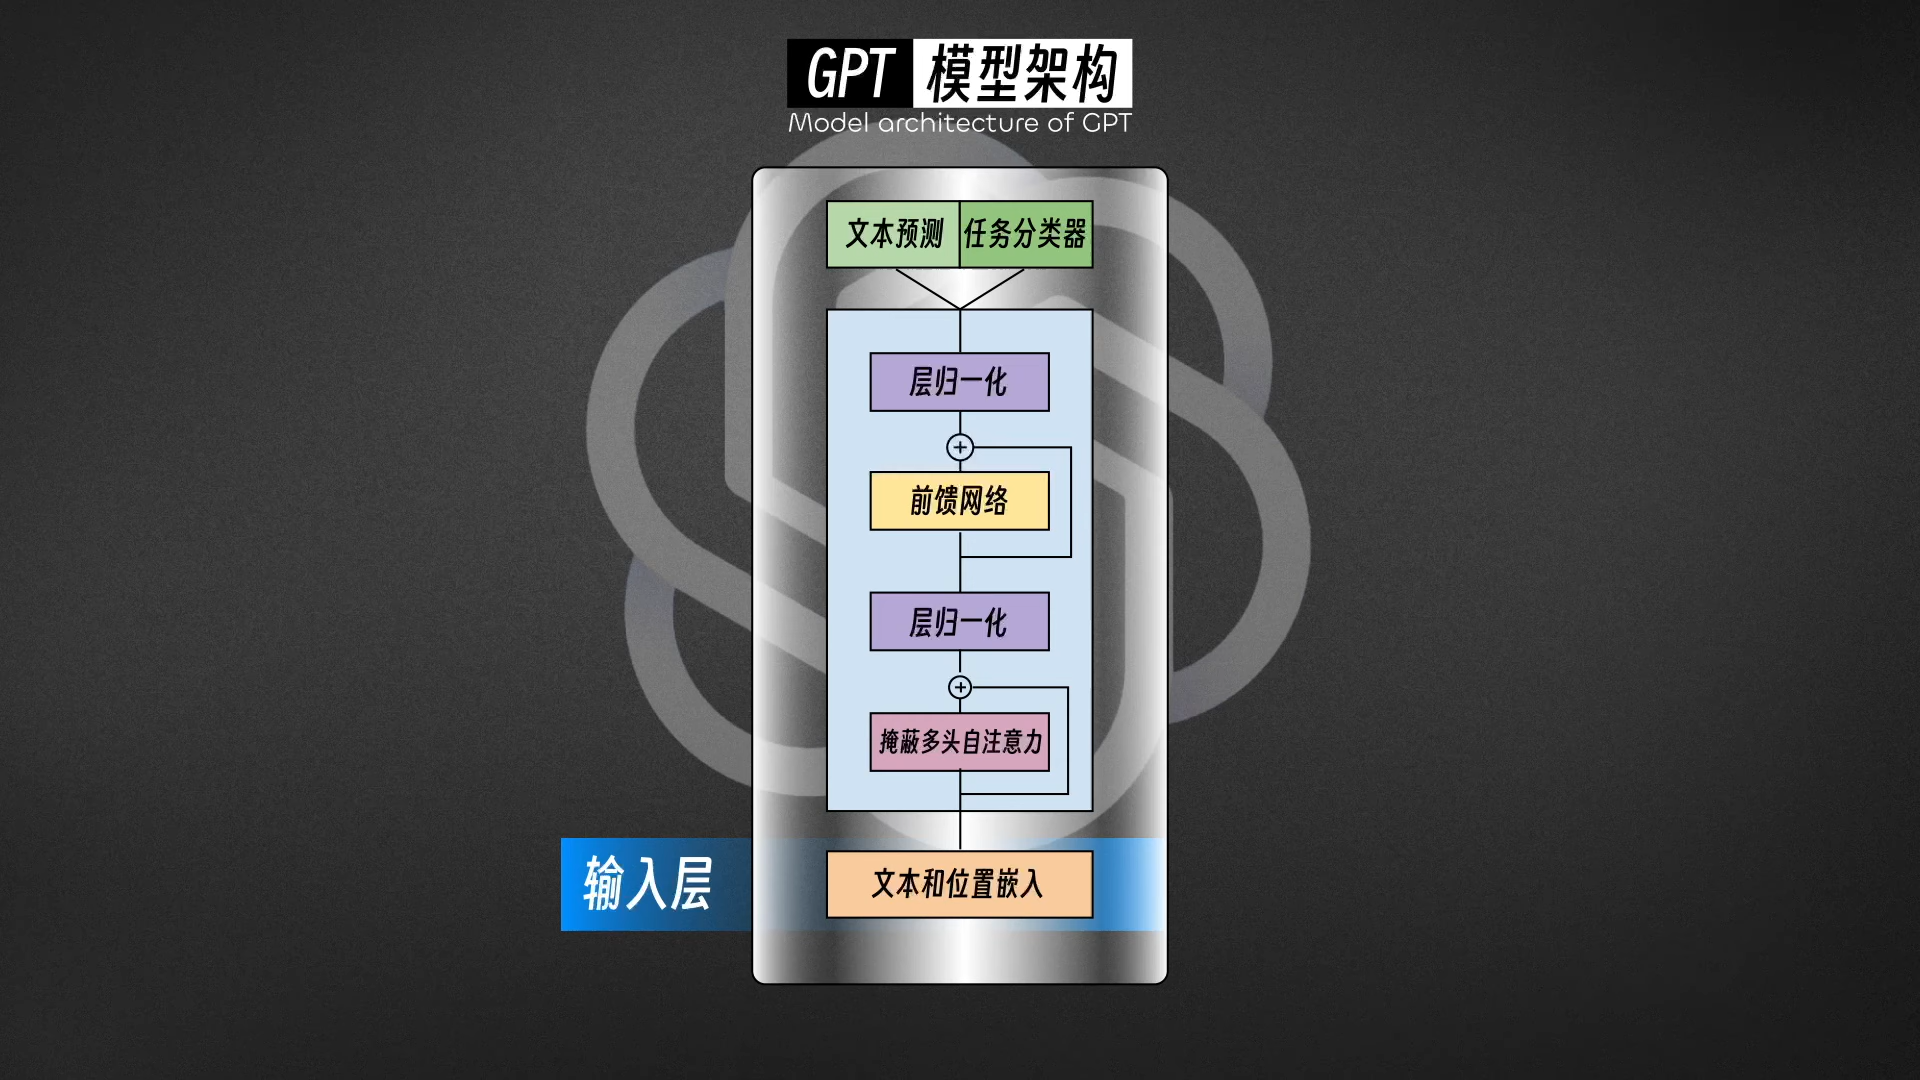 GPT 模型架构
Model architecture of GPT
文本预测 任务分类器
层归一化
前馈网络
层归一化
掩蔽多头自注意力
输入层 文本和位置嵌入